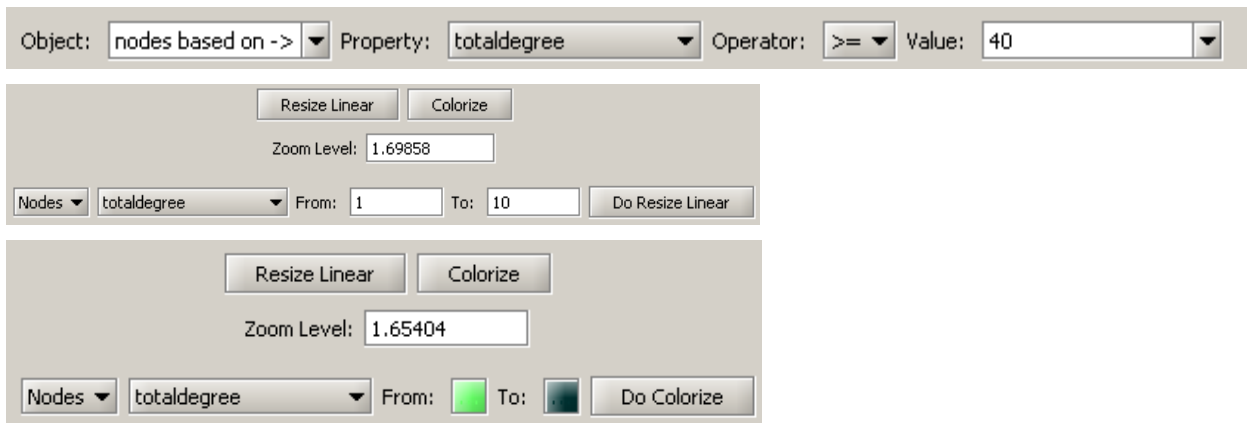 Object: nodes based on -> Property: totaldegree Operator: >= Value: 40
Resize Linear Colorize
Zoom Level: 1.69858
Nodes totaldegree From: 1 To: 10 Do Resize Linear
Resize Linear Colorize
Zoom Level: 1.65404
Nodes totaldegree From: To: Do Colorize